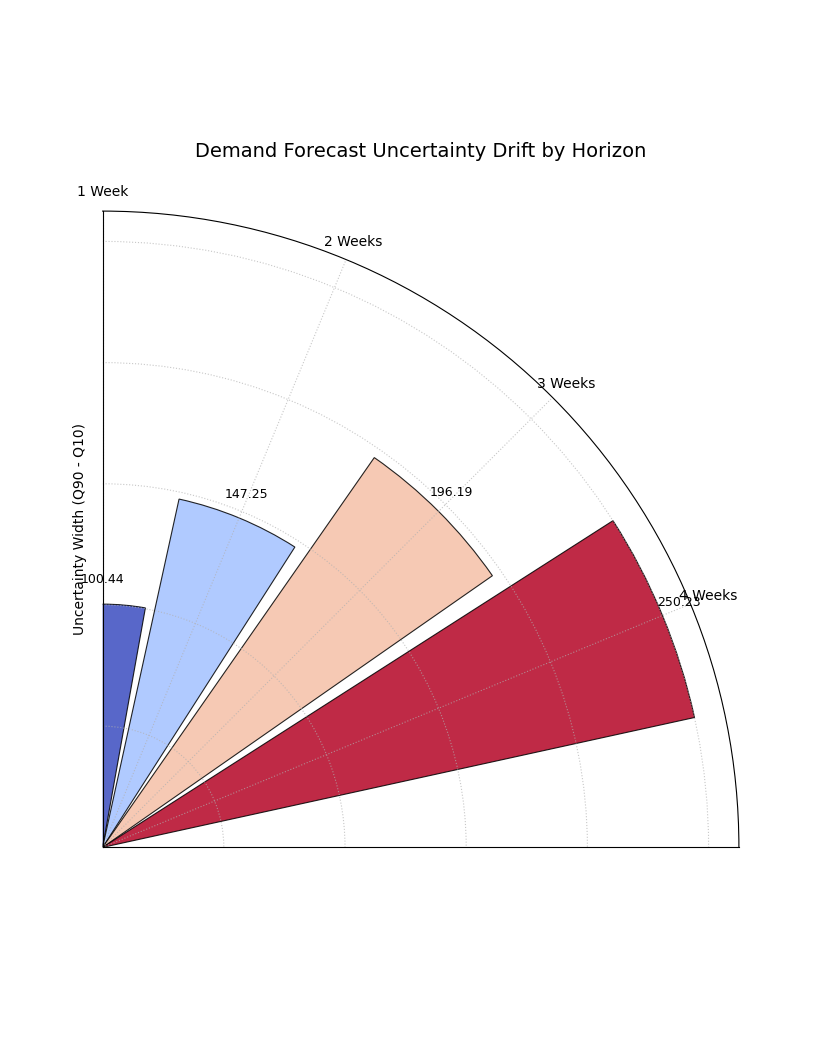 Demand Forecast Uncertainty Drift by Horizon
1 Week
2 Weeks
3 Weeks
4 Weeks
Uncertainty Width (Q90 - Q10)
100.44
147.25
196.19
250.23